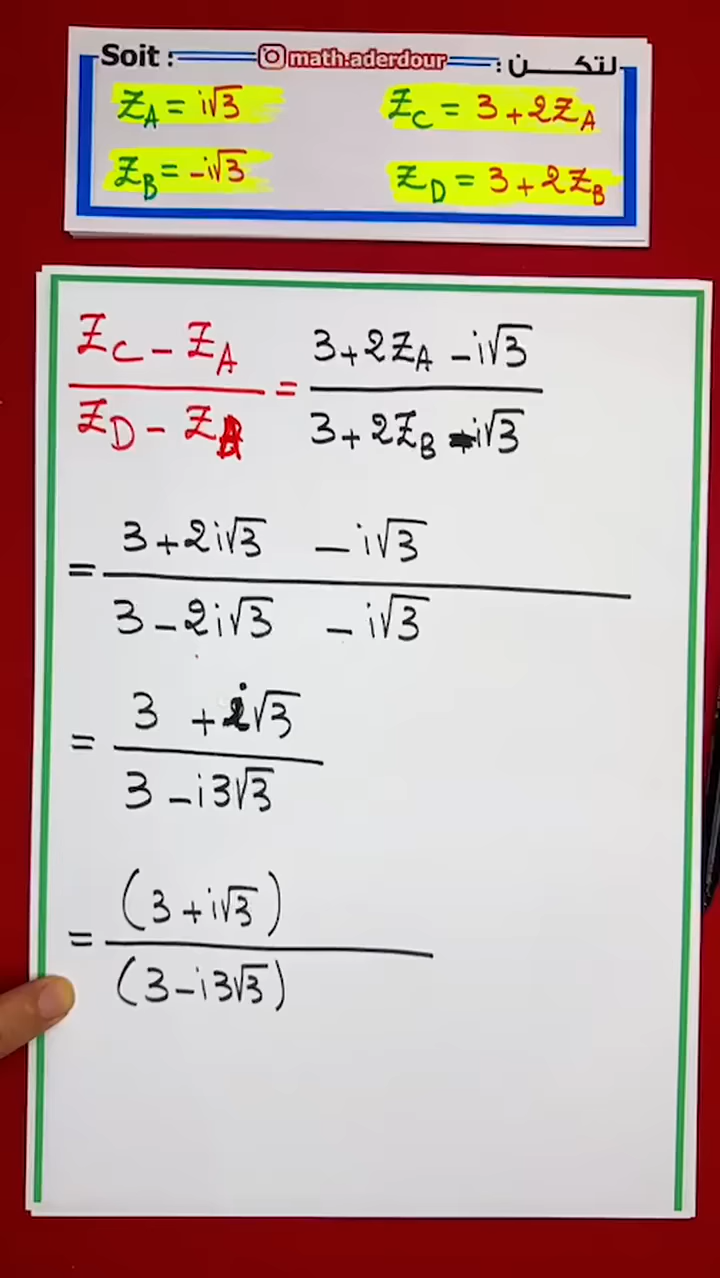 Soit : math.aderdour لتكن :
Z_A = i√3 Z_C = 3 + 2Z_A
Z_B = -i√3 Z_D = 3 + 2Z_B
(Z_C - Z_A) / (Z_D - Z_A) = (3 + 2Z_A - i√3) / (3 + 2Z_B - i√3)
= (3 + 2i√3 - i√3) / (3 - 2i√3 - i√3)
= (3 + i√3) / (3 - i3√3)
= (3 + i√3) / (3 - i3√3)